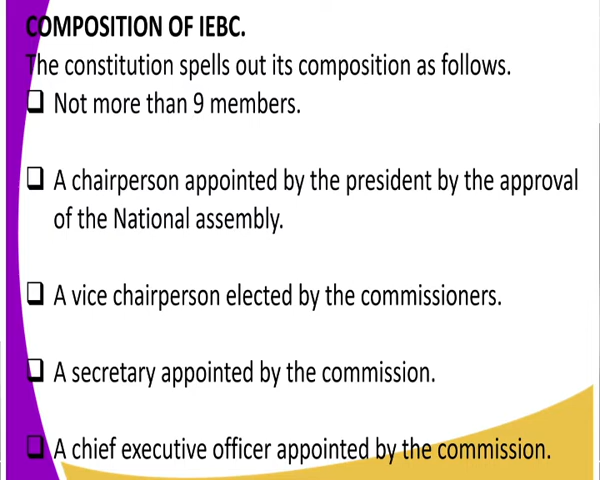 COMPOSITION OF IEBC.
The constitution spells out its composition as follows.
❑ Not more than 9 members.
❑ A chairperson appointed by the president by the approval
of the National assembly.
❑ A vice chairperson elected by the commissioners.
❑ A secretary appointed by the commission.
❑ A chief executive officer appointed by the commission.